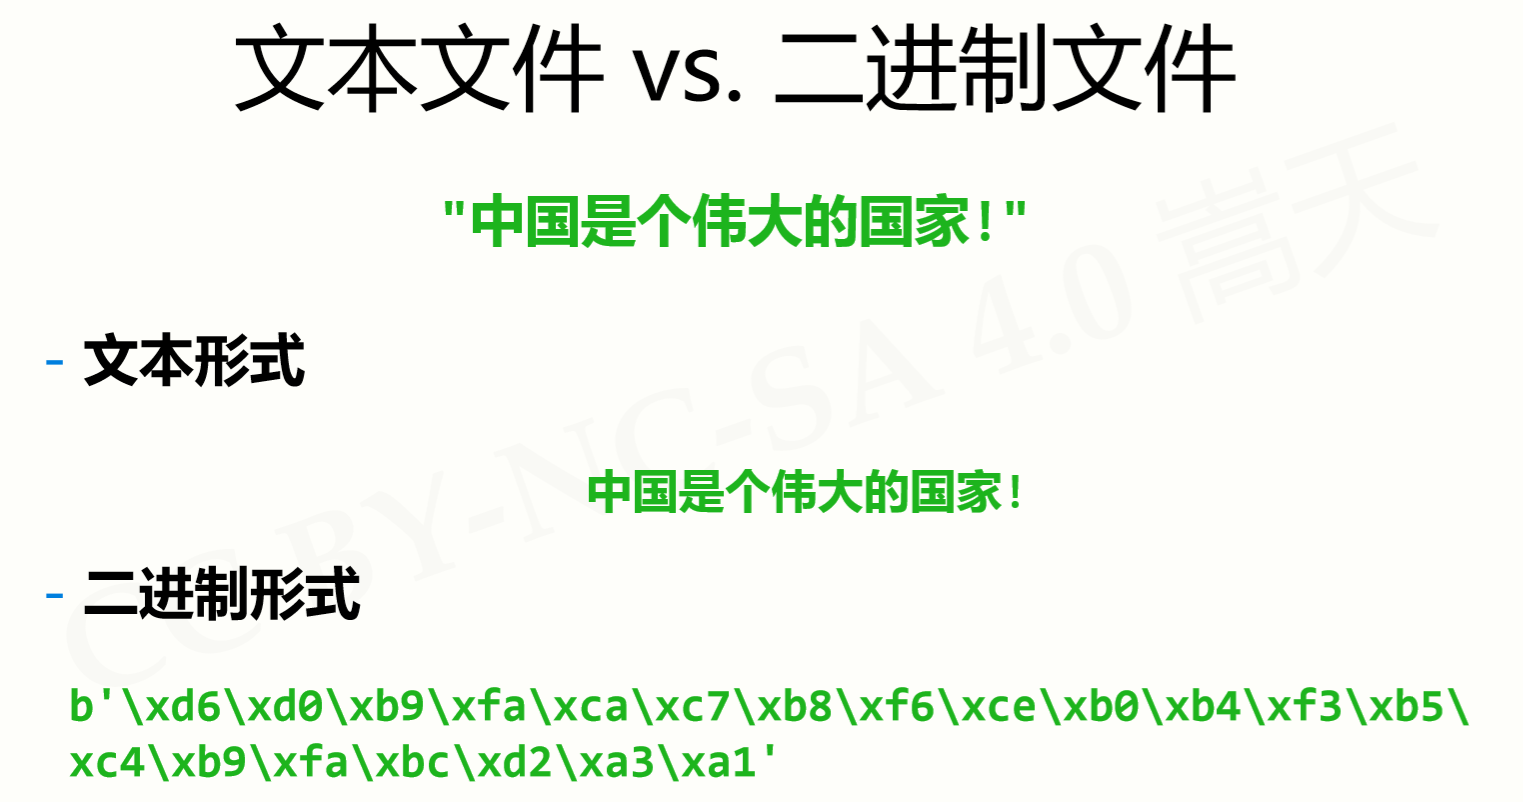 文本文件 vs. 二进制文件
"中国是个伟大的国家!"
- 文本形式
中国是个伟大的国家!
- 二进制形式
b'\xd6\xd0\xb9\xfa\xca\xc7\xb8\xf6\xce\xb0\xb4\xf3\xb5\
xc4\xb9\xfa\xbc\xd2\xa3\xa1'
CC BY-NC-SA 4.0 嵩天